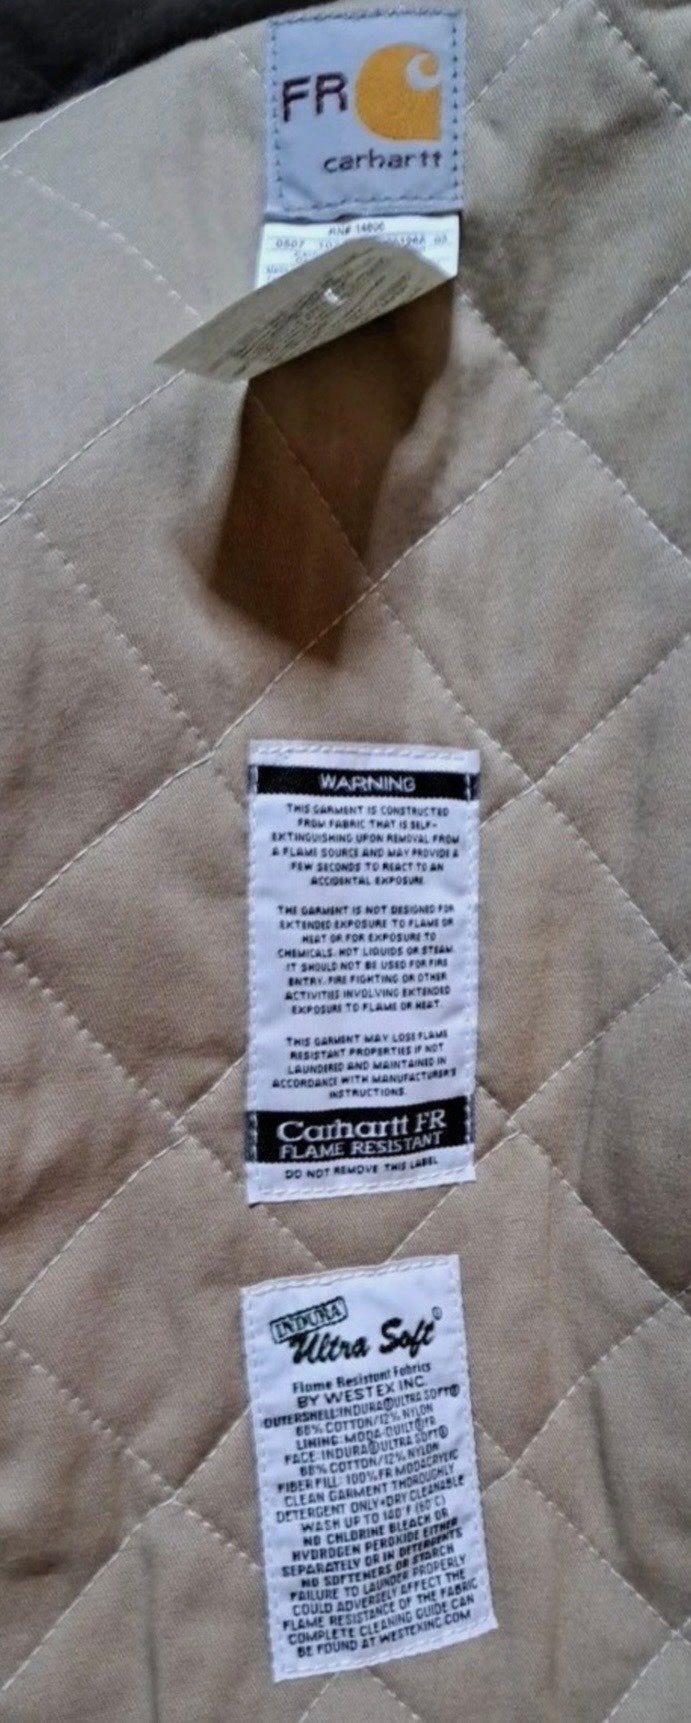 FR
carhartt
RN# 14806
0507
WARNING
THIS GARMENT IS CONSTRUCTED
FROM FABRIC THAT IS SELF-
EXTINGUISHING UPON REMOVAL FROM
A FLAME SOURCE AND MAY PROVIDE A
FEW SECONDS TO REACT TO AN
ACCIDENTAL EXPOSURE
THE GARMENT IS NOT DESIGNED FOR
EXTENDED EXPOSURE TO FLAME OR
HEAT OR FOR EXPOSURE TO
CHEMICALS, HOT LIQUIDS OR STEAM.
IT SHOULD NOT BE USED FOR FIRE
ENTRY, FIRE FIGHTING OR OTHER
ACTIVITIES INVOLVING EXTENDED
EXPOSURE TO FLAME OR HEAT.
THIS GARMENT MAY LOSE FLAME
RESISTANT PROPERTIES IF NOT
LAUNDERED AND MAINTAINED IN
ACCORDANCE WITH MANUFACTURER'S
INSTRUCTIONS.
Carhartt FR
FLAME RESISTANT
DO NOT REMOVE THIS LABEL
INDURA
Ultra Soft®
Flame Resistant Fabrics
BY WESTEX INC.
OUTERSHELL:INDURA®ULTRA SOFT®
88% COTTON/12% NYLON
LINING: MODA-QUILT®FR
FACE: INDURA®ULTRA SOFT®
88% COTTON/12% NYLON
FIBER FILL: 100%FR MODACRYLIC
CLEAN GARMENT THOROUGHLY
DETERGENT ONLY•DRY CLEANABLE
WASH UP TO 140°F (60°C)
NO CHLORINE BLEACH OR
HYDROGEN PEROXIDE EITHER
SEPARATELY OR IN DETERGENTS
NO SOFTENERS OR STARCH
FAILURE TO LAUNDER PROPERLY
COULD ADVERSELY AFFECT THE
FLAME RESISTANCE OF THE FABRIC
COMPLETE CLEANING GUIDE CAN
BE FOUND AT WESTEXINC.COM